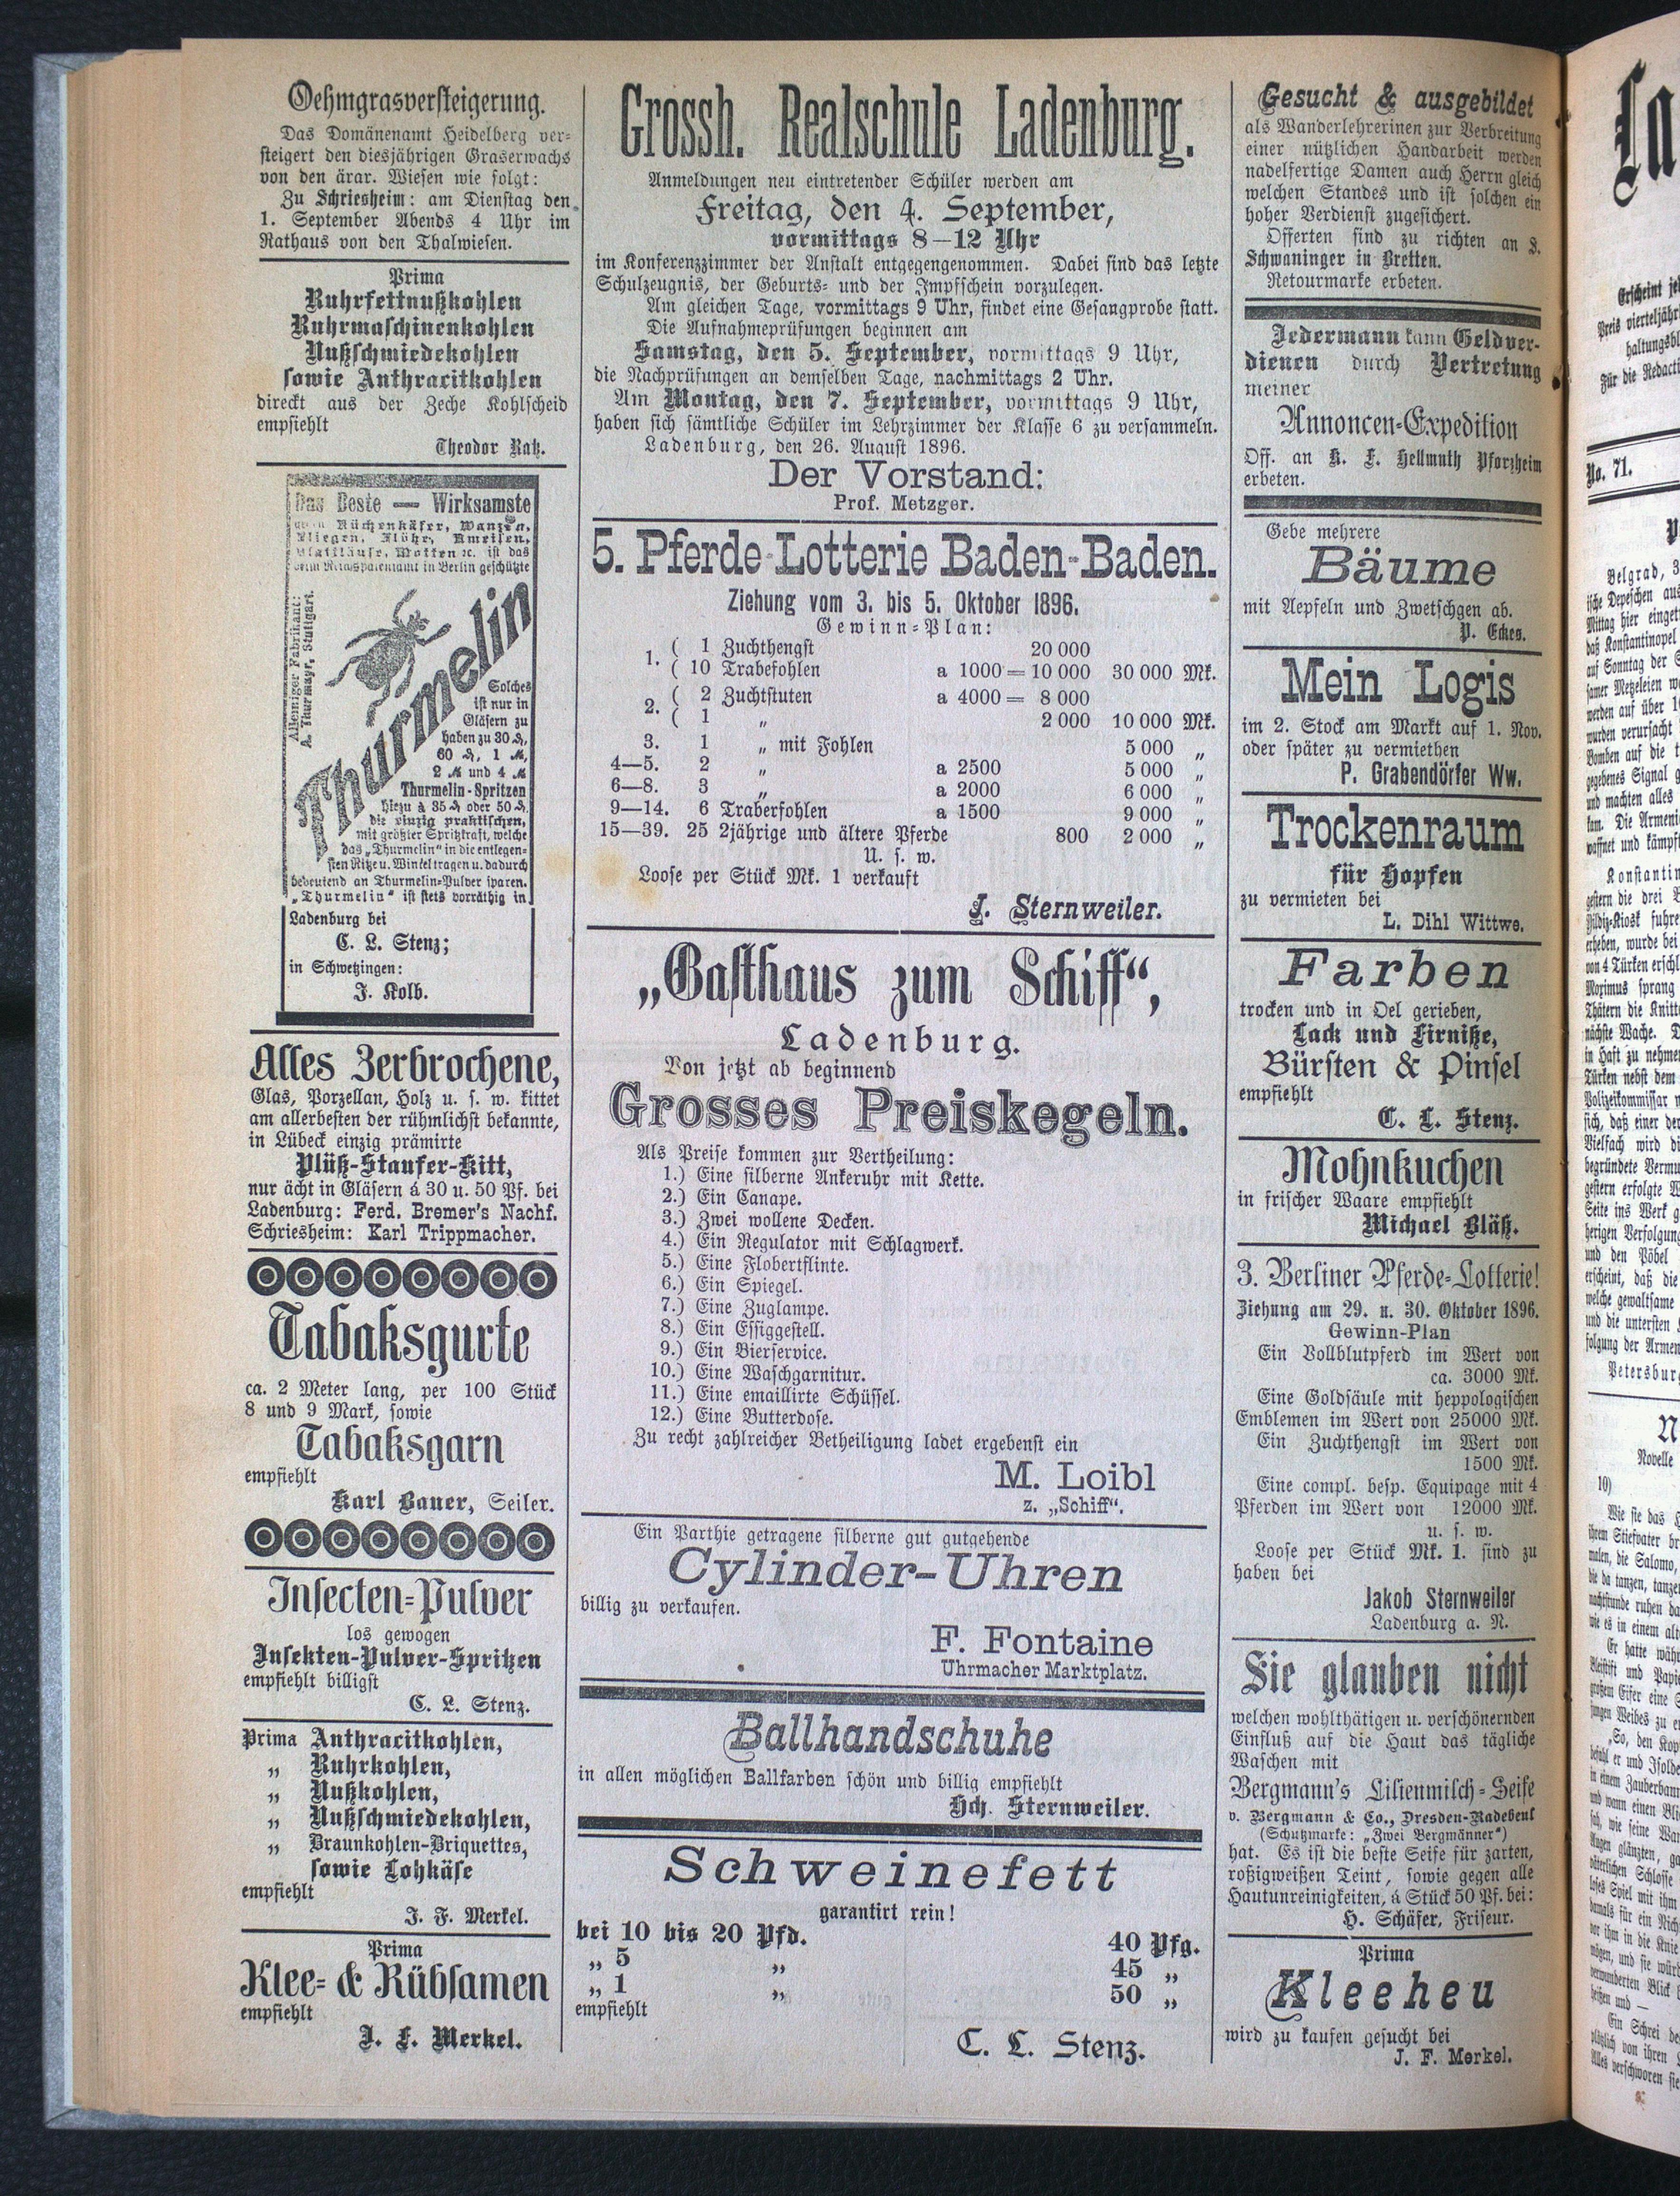 Oehmgrasversteigerung.
Das Domänenamt Heidelberg ver-
steigert den diesjährigen Graserwachs
von den ärar. Wiesen wie folgt:
Zu Schriesheim: am Dienstag den
1. September Abends 4 Uhr im
Rathaus von den Thalwiesen.
Prima
Ruhrfettnußkohlen
Ruhrmaschinenkohlen
Nußschmiedekohlen
sowie Anthracitkohlen
direckt aus der Zeche Kohlscheid
empfiehlt
Theodor Ratz.
Das Beste — Wirksamste
Küchenkäfer, Wanzen,
Fliegen, Flöhe, Ameisen,
Blattläuse, Motten ꝛc. ist das
beim Reichspatentamt in Berlin geschützte
Alleiniger Fabrikant:
A. Thurmayr, Stuttgart.
Thurmelin
Solches
ist nur in
Gläsern zu
haben zu 30 ₰,
60 ₰, 1 ℳ,
2 ℳ und 4 ℳ
Thurmelin-Spritzen
hiezu à 35 ₰ oder 50 ₰,
die einzig praktischen,
mit größter Spritzkraft, welche
das „Thurmelin" in die entlegen-
sten Ritze u. Winkel tragen u. dadurch
bedeutend an Thurmelin-Pulver sparen.
„Thurmelin" ist stets vorräthig in
Ladenburg bei
C. L. Stenz;
in Schwetzingen:
J. Kolb.
Alles Zerbrochene,
Glas, Porzellan, Holz u. s. w. kittet
am allerbesten der rühmlichst bekannte,
in Lübeck einzig prämirte
Plüß-Staufer-Kitt,
nur ächt in Gläsern á 30 u. 50 Pf. bei
Ladenburg: Ferd. Bremer's Nachf.
Schriesheim: Karl Trippmacher.
Tabaksgurte
ca. 2 Meter lang, per 100 Stück
8 und 9 Mark, sowie
Tabaksgarn
empfiehlt
Karl Bauer, Seiler.
Insecten-Pulver
los gewogen
Insekten-Pulver-Spritzen
empfiehlt billigst
C. L. Stenz.
Prima Anthracitkohlen,
„ Ruhrkohlen,
„ Nußkohlen,
„ Nußschmiedekohlen,
„ Braunkohlen-Briquettes,
sowie Lohkäse
empfiehlt
J. F. Merkel.
Prima
Klee- & Rübsamen
empfiehlt
J. F. Merkel.
Grossh. Realschule Ladenburg.
Anmeldungen neu eintretender Schüler werden am
Freitag, den 4. September,
vormittags 8—12 Uhr
im Konferenzzimmer der Anstalt entgegengenommen. Dabei sind das letzte
Schulzeugnis, der Geburts- und der Impfschein vorzulegen.
Am gleichen Tage, vormittags 9 Uhr, findet eine Gesangprobe statt.
Die Aufnahmeprüfungen beginnen am
Samstag, den 5. September, vormittags 9 Uhr,
die Nachprüfungen an demselben Tage, nachmittags 2 Uhr.
Am Montag, den 7. September, vormittags 9 Uhr,
haben sich sämtliche Schüler im Lehrzimmer der Klasse 6 zu versammeln.
Ladenburg, den 26. August 1896.
Der Vorstand:
Prof. Metzger.
5. Pferde-Lotterie Baden-Baden.
Ziehung vom 3. bis 5. Oktober 1896.
Gewinn-Plan:
1. ( 1 Zuchthengst 20 000
( 10 Trabefohlen a 1000 = 10 000 30 000 Mk.
2. ( 2 Zuchtstuten a 4000 = 8 000
( 1 „ 2 000 10 000 Mk.
3. 1 „ mit Fohlen 5 000 „
4—5. 2 „ a 2500 5 000 „
6—8. 3 „ a 2000 6 000 „
9—14. 6 Traberfohlen a 1500 9 000 „
15—39. 25 2jährige und ältere Pferde 800 2 000 „
U. s. w.
Loose per Stück Mk. 1 verkauft
J. Sternweiler.
„Gasthaus zum Schiff",
Ladenburg.
Von jetzt ab beginnend
Grosses Preiskegeln.
Als Preise kommen zur Vertheilung:
1.) Eine silberne Ankeruhr mit Kette.
2.) Ein Canape.
3.) Zwei wollene Decken.
4.) Ein Regulator mit Schlagwerk.
5.) Eine Flobertflinte.
6.) Ein Spiegel.
7.) Eine Zuglampe.
8.) Ein Essiggestell.
9.) Ein Bierservice.
10.) Eine Waschgarnitur.
11.) Eine emaillirte Schüssel.
12.) Eine Butterdose.
Zu recht zahlreicher Betheiligung ladet ergebenst ein
M. Loibl
z. „Schiff".
Ein Parthie getragene silberne gut gutgehende
Cylinder-Uhren
billig zu verkaufen.
F. Fontaine
Uhrmacher Marktplatz.
Ballhandschuhe
in allen möglichen Ballfarben schön und billig empfiehlt
Hch. Sternweiler.
Schweinefett
garantirt rein!
bei 10 bis 20 Pfd. 40 Pfg.
„ 5 „ 45 „
„ 1 „ 50 „
empfiehlt
C. L. Stenz.
Gesucht & ausgebildet
als Wanderlehrerinen zur Verbreitung
einer nützlichen Handarbeit werden
nadelfertige Damen auch Herrn gleich
welchen Standes und ist solchen ein
hoher Verdienst zugesichert.
Offerten sind zu richten an S.
Schwaninger in Bretten.
Retourmarke erbeten.
Jedermann kann Geld ver-
dienen durch Vertretung
meiner
Annoncen-Expedition
Off. an K. F. Hellmuth Pforzheim
erbeten.
Gebe mehrere
Bäume
mit Aepfeln und Zwetschgen ab.
P. Eckes.
Mein Logis
im 2. Stock am Markt auf 1. Nov.
oder später zu vermiethen
P. Grabendörfer Ww.
Trockenraum
für Hopfen
zu vermieten bei
L. Dihl Wittwe.
Farben
trocken und in Oel gerieben,
Lack und Firniße,
Bürsten & Pinsel
empfiehlt
C. L. Stenz.
Mohnkuchen
in frischer Waare empfiehlt
Michael Bläß.
3. Berliner Pferde-Lotterie!
Ziehung am 29. u. 30. Oktober 1896.
Gewinn-Plan
Ein Vollblutpferd im Wert von
ca. 3000 Mk.
Eine Goldsäule mit heppologischen
Emblemen im Wert von 25000 Mk.
Ein Zuchthengst im Wert von
1500 Mk.
Eine compl. besp. Equipage mit 4
Pferden im Wert von 12000 Mk.
u. s. w.
Loose per Stück Mk. 1. sind zu
haben bei
Jakob Sternweiler
Ladenburg a. N.
Sie glauben nicht
welchen wohlthätigen u. verschönernden
Einfluß auf die Haut das tägliche
Waschen mit
Bergmann's Lilienmilch-Seife
v. Bergmann & Co., Dresden-Radebeul
(Schutzmarke: „Zwei Bergmänner")
hat. Es ist die beste Seife für zarten,
roßigweißen Teint, sowie gegen alle
Hautunreinigkeiten, á Stück 50 Pf. bei:
H. Schäfer, Friseur.
Prima
Kleeheu
wird zu kaufen gesucht bei
J. F. Merkel.
La
Erscheint
Preis vierteljähr
No. 71.
Belgrad,
Petersburg
Novelle
10)